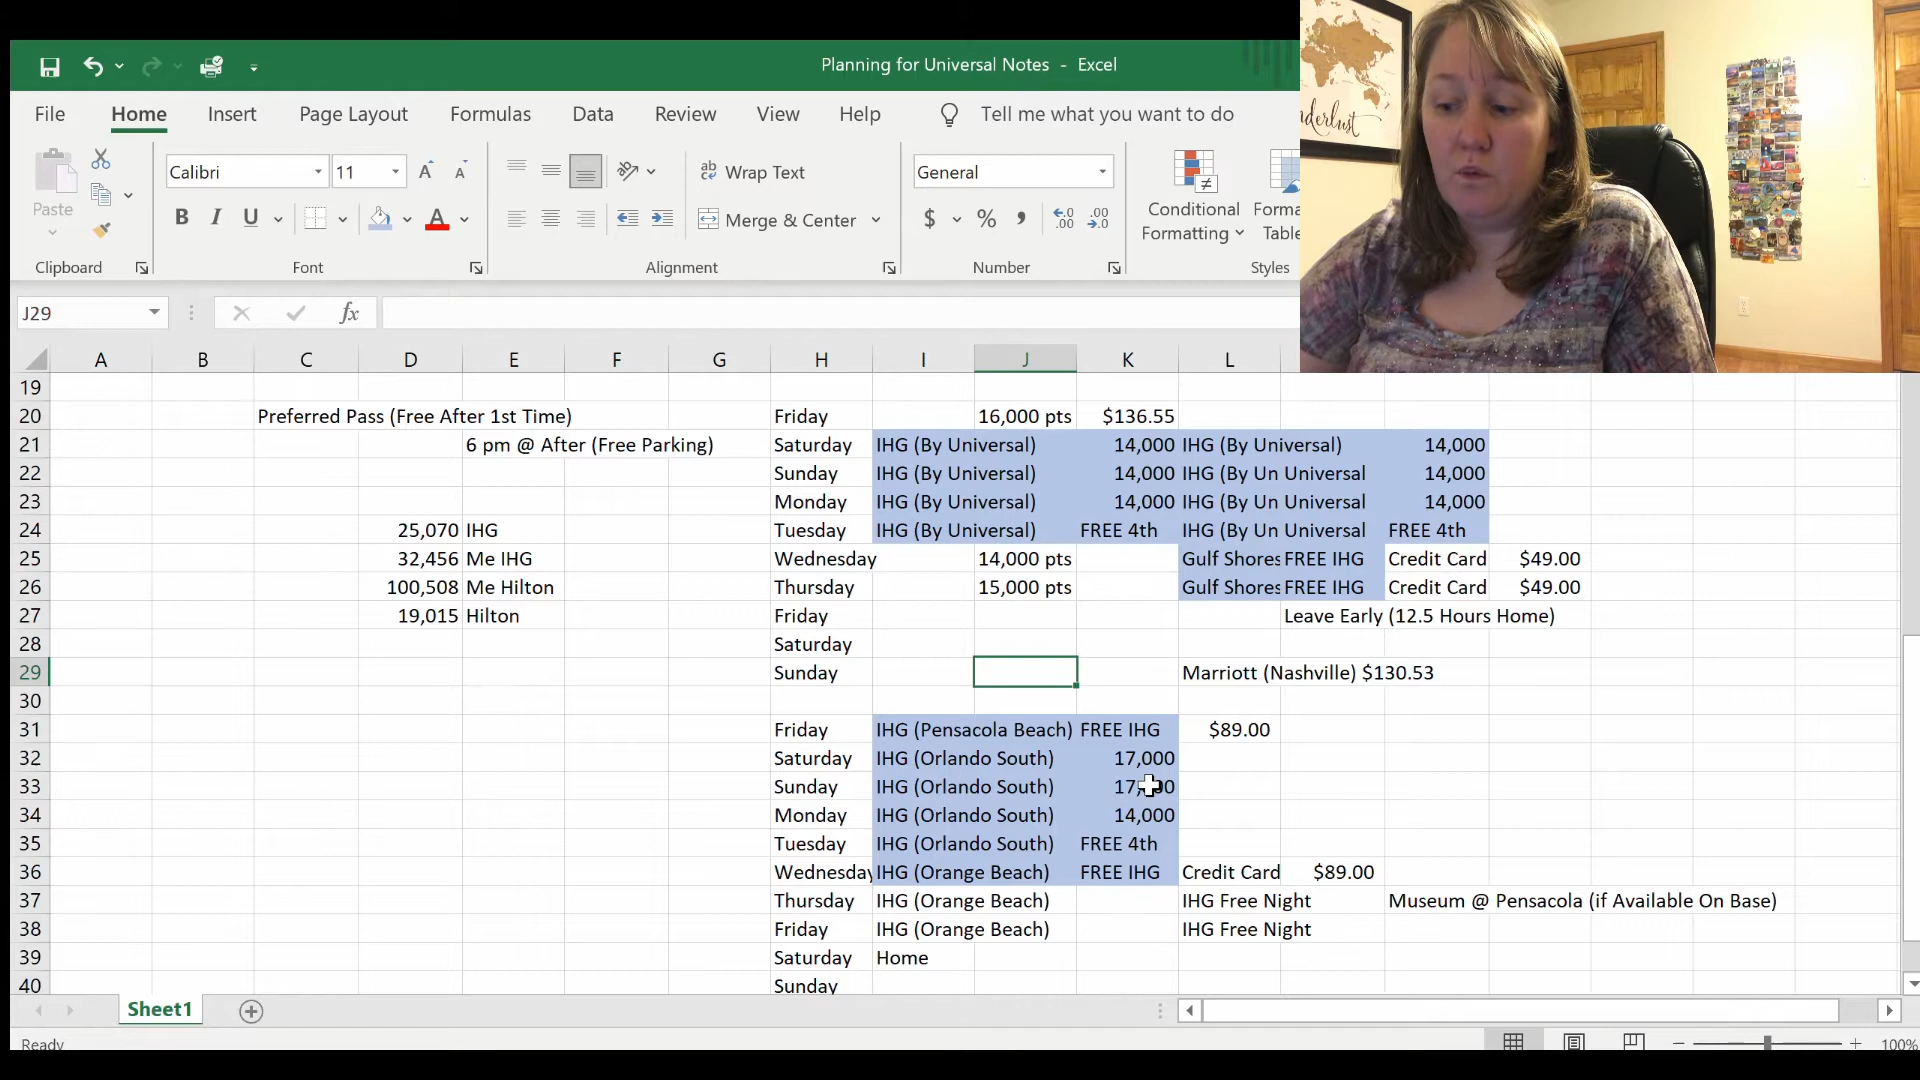 Planning for Universal Notes - Excel
File Home Insert Page Layout Formulas Data Review View Help Tell me what you want to do
Calibri 11 Wrap Text General
Paste B I U A Merge & Center $ % Conditional Formatting
Clipboard Font Alignment Number Styles
J29 fx
A B C D E F G H I J K L
19
20 Preferred Pass (Free After 1st Time) Friday 16,000 pts $136.55
21 6 pm @ After (Free Parking) Saturday IHG (By Universal) 14,000 IHG (By Universal) 14,000
22 Sunday IHG (By Universal) 14,000 IHG (By Un Universal 14,000
23 Monday IHG (By Universal) 14,000 IHG (By Un Universal 14,000
24 25,070 IHG Tuesday IHG (By Universal) FREE 4th IHG (By Un Universal FREE 4th
25 32,456 Me IHG Wednesday 14,000 pts Gulf Shores FREE IHG Credit Card $49.00
26 100,508 Me Hilton Thursday 15,000 pts Gulf Shores FREE IHG Credit Card $49.00
27 19,015 Hilton Friday Leave Early (12.5 Hours Home)
28 Saturday
29 Sunday Marriott (Nashville) $130.53
30
31 Friday IHG (Pensacola Beach) FREE IHG $89.00
32 Saturday IHG (Orlando South) 17,000
33 Sunday IHG (Orlando South)
34 Monday IHG (Orlando South) 14,000
35 Tuesday IHG (Orlando South) FREE 4th
36 Wednesday IHG (Orange Beach) FREE IHG Credit Card $89.00
37 Thursday IHG (Orange Beach) IHG Free Night Museum @ Pensacola (if Available On Base)
38 Friday IHG (Orange Beach) IHG Free Night
39 Saturday Home
40 Sunday
Sheet1
Ready 100%